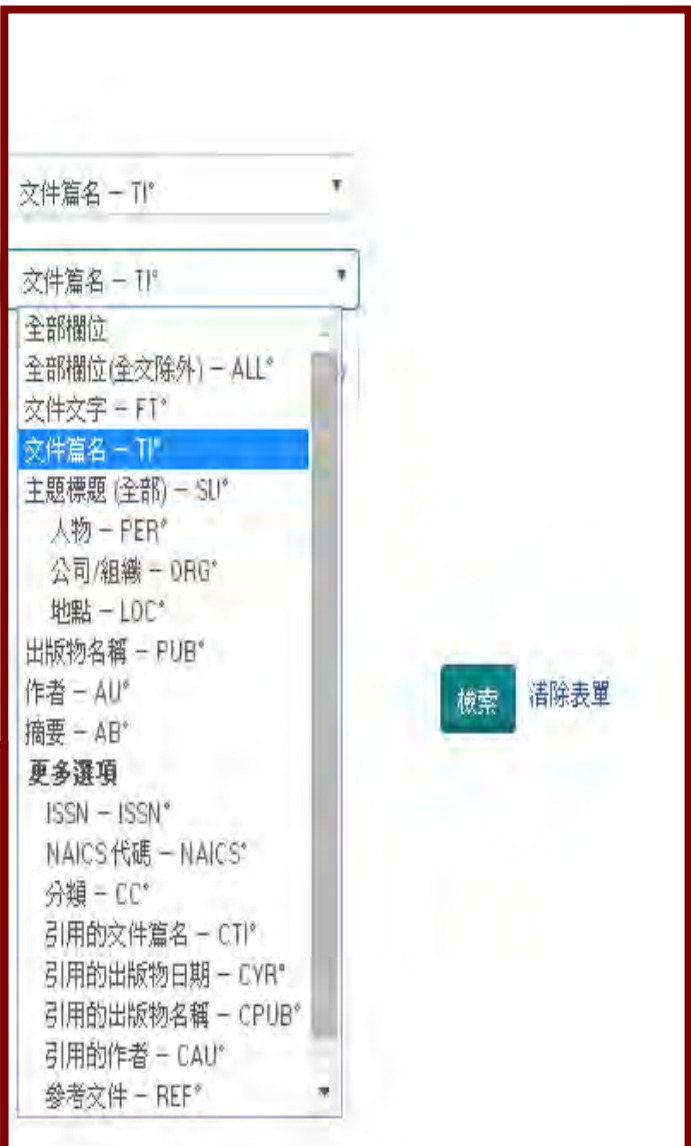 文件篇名 – TI°
文件篇名 – TI°
全部欄位
全部欄位(全文除外) – ALL°
文件文字 – FT°
文件篇名 – TI°
主題標題 (全部) – SU°
人物 – PER°
公司/組織 – ORG°
地點 – LOC°
出版物名稱 – PUB°
作者 – AU°
摘要 – AB°
更多選項
ISSN – ISSN°
NAICS代碼 – NAICS°
分類 – CC°
引用的文件篇名 – CTI°
引用的出版物日期 – CYR°
引用的出版物名稱 – CPUB°
引用的作者 – CAU°
參考文件 – REF°
檢索 清除表單